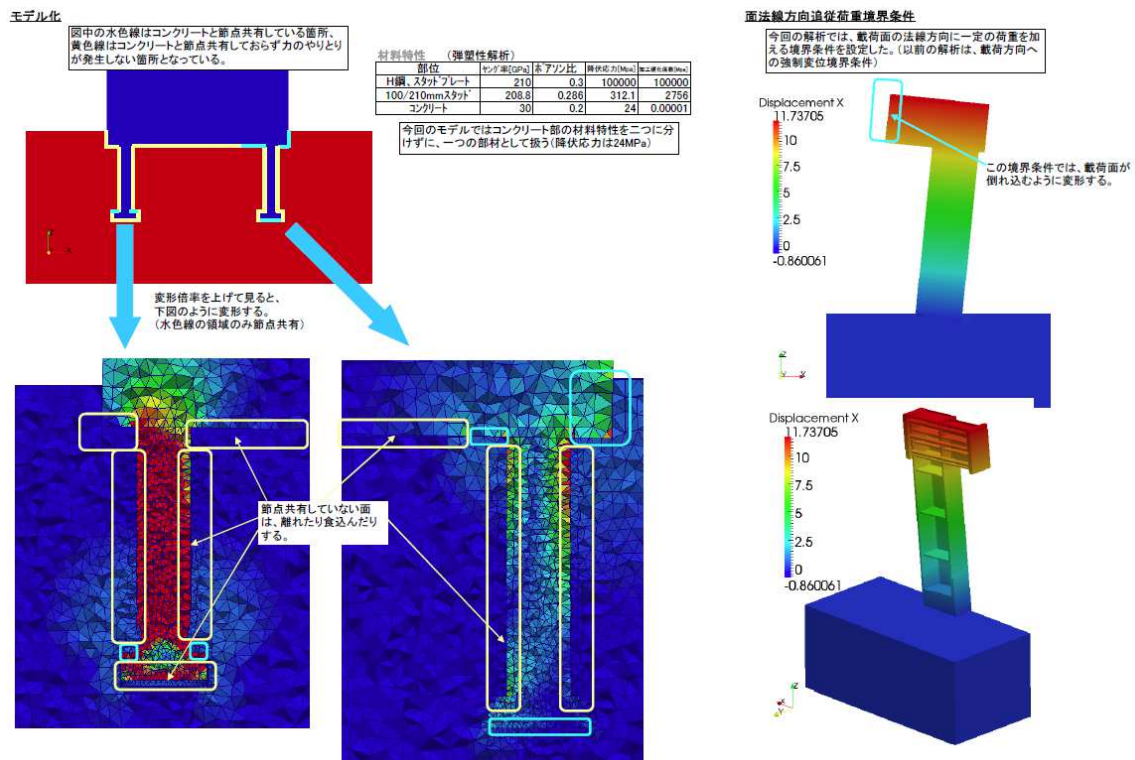 モデル化
図中の水色線はコンクリートと節点共有している箇所、
黄色線はコンクリートと節点共有しておらず力のやりとり
が発生しない箇所となっている。
材料特性 (弾塑性解析)
部位 ヤング率[GPa] ポアソン比 降伏応力[Mpa] 加工硬化係数[Mpa]
H鋼、スタッドプレート 210 0.3 100000 100000
100/210mmスタッド 208.8 0.286 312.1 2756
コンクリート 30 0.2 24 0.00001
今回のモデルではコンクリート部の材料特性を二つに分
けずに、一つの部材として扱う(降伏応力は24MPa)
変形倍率を上げて見ると、
下図のように変形する。
(水色線の領域のみ節点共有)
節点共有していない面
は、離れたり食込んだり
する。
面法線方向追従荷重境界条件
今回の解析では、載荷面の法線方向に一定の荷重を加
える境界条件を設定した。(以前の解析は、載荷方向へ
の強制変位境界条件)
Displacement X
11.73705
10
7.5
5
2.5
0
-0.860061
この境界条件では、載荷面が
倒れ込むように変形する。
Z
X
Displacement X
11.73705
10
7.5
5
2.5
0
-0.860061
Z
X
Y